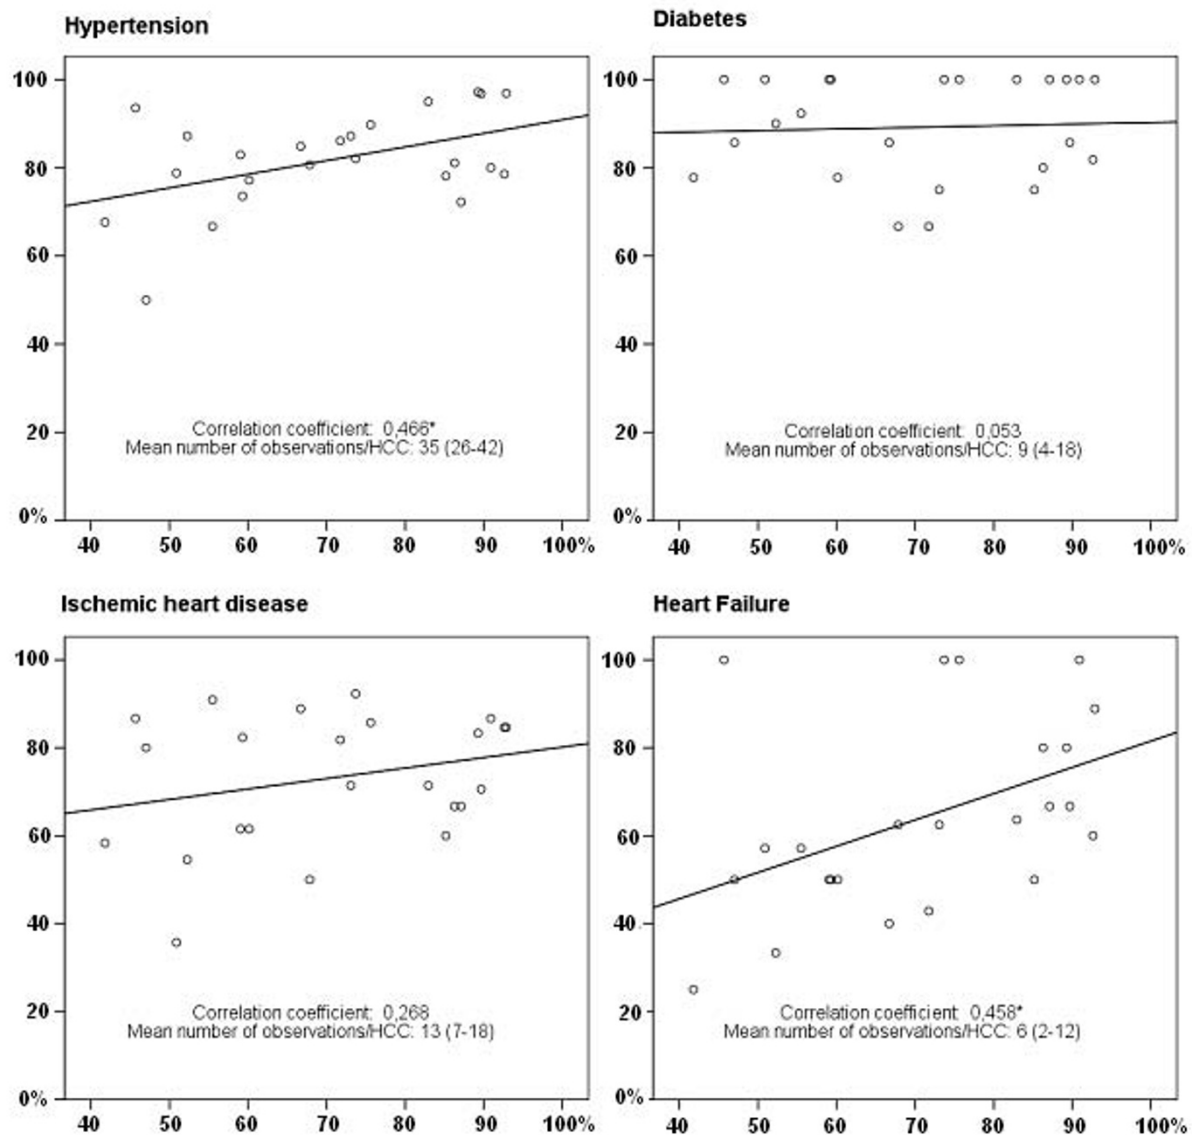 Hypertension
100
80
60
40
20
0%
Correlation coefficient: 0,466*
Mean number of observations/HCC: 35 (26-42)
40 50 60 70 80 90 100%
Diabetes
100
80
60
40
20
0%
Correlation coefficient: 0,053
Mean number of observations/HCC: 9 (4-18)
40 50 60 70 80 90 100%
Ischemic heart disease
100
80
60
40
20
0%
Correlation coefficient: 0,268
Mean number of observations/HCC: 13 (7-18)
40 50 60 70 80 90 100%
Heart Failure
100
80
60
40
20
0%
Correlation coefficient: 0,458*
Mean number of observations/HCC: 6 (2-12)
40 50 60 70 80 90 100%